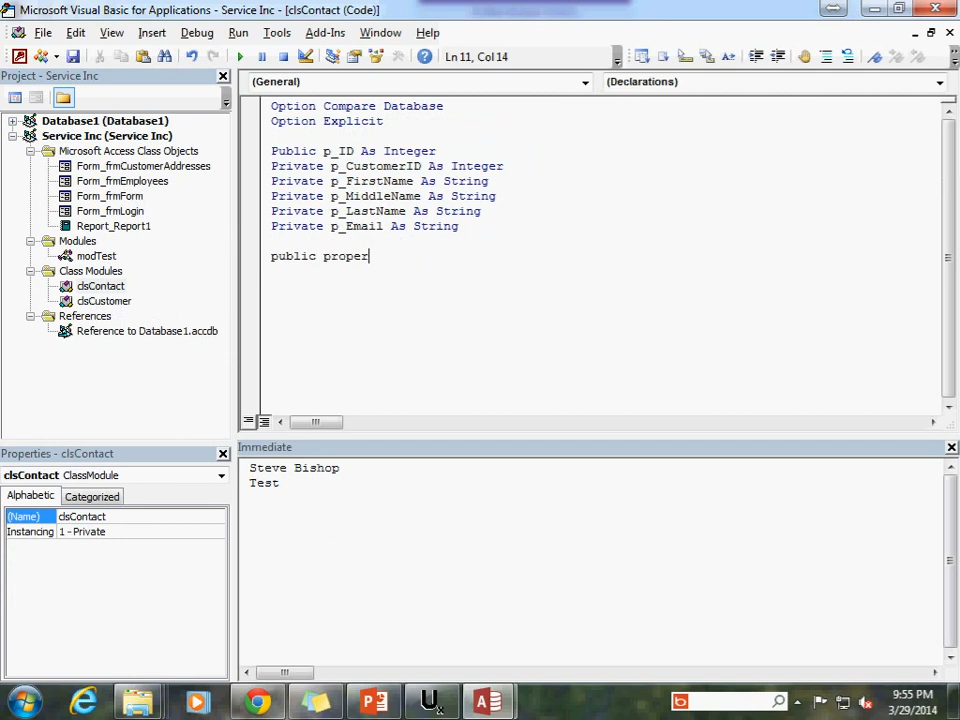 Microsoft Visual Basic for Applications - Service Inc - [clsContact (Code)]
File Edit View Insert Debug Run Tools Add-Ins Window Help
Ln 11, Col 14
Project - Service Inc
(General) (Declarations)
Database1 (Database1)
Service Inc (Service Inc)
Microsoft Access Class Objects
Form_frmCustomerAddresses
Form_frmEmployees
Form_frmForm
Form_frmLogin
Report_Report1
Modules
modTest
Class Modules
clsContact
clsCustomer
References
Reference to Database1.accdb
Option Compare Database
Option Explicit
Public p_ID As Integer
Private p_CustomerID As Integer
Private p_FirstName As String
Private p_MiddleName As String
Private p_LastName As String
Private p_Email As String
public proper
Properties - clsContact
clsContact ClassModule
Alphabetic Categorized
(Name) clsContact
Instancing 1 - Private
Immediate
Steve Bishop
Test
9:55 PM
3/29/2014